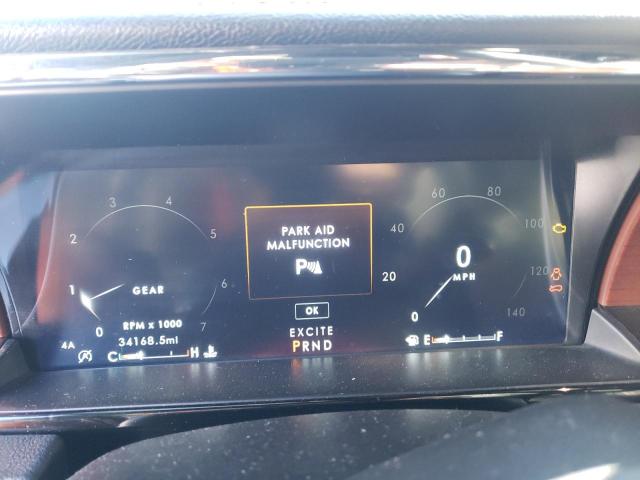 3 4
2 5
1 GEAR 6
0 RPM x 1000 7
4A 34168.5mi
C H
PARK AID
MALFUNCTION
P
OK
EXCITE
PRND
60 80
40 100
20 0 120
MPH
0 140
E F